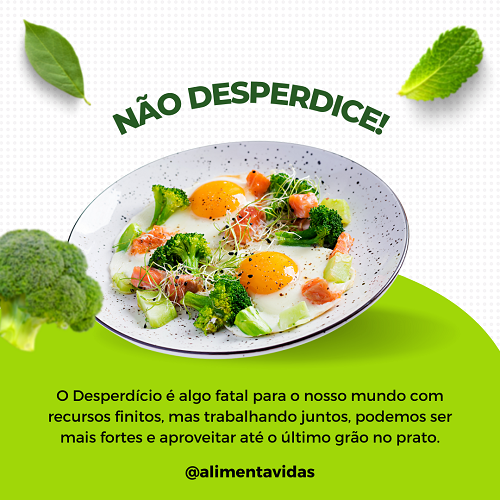 NÃO DESPERDICE!
O Desperdício é algo fatal para o nosso mundo com
recursos finitos, mas trabalhando juntos, podemos ser
mais fortes e aproveitar até o último grão no prato.
@alimentavidas